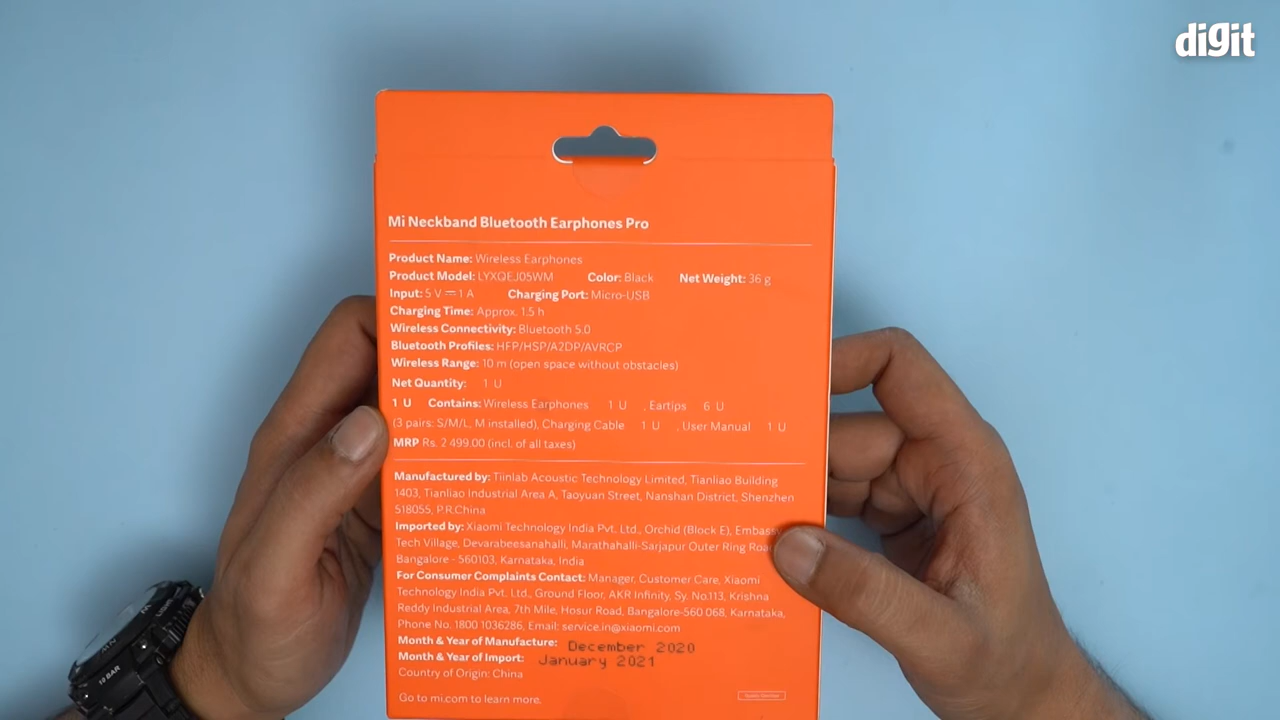 digit
Mi Neckband Bluetooth Earphones Pro
Product Name: Wireless Earphones
Product Model: LYXQEJ05WM Color: Black Net Weight: 36 g
Input: 5 V⎓1 A Charging Port: Micro-USB
Charging Time: Approx. 1.5 h
Wireless Connectivity: Bluetooth 5.0
Bluetooth Profiles: HFP/HSP/A2DP/AVRCP
Wireless Range: 10 m (open space without obstacles)
Net Quantity: 1 U
1 U Contains: Wireless Earphones 1 U , Eartips 6 U
(3 pairs: S/M/L, M installed), Charging Cable 1 U , User Manual 1 U
MRP Rs. 2 499.00 (incl. of all taxes)
Manufactured by: Tiinlab Acoustic Technology Limited, Tianliao Building
1403, Tianliao Industrial Area A, Taoyuan Street, Nanshan District, Shenzhen
518055, P.R.China
Imported by: Xiaomi Technology India Pvt. Ltd., Orchid (Block E), Embassy
Tech Village, Devarabeesanahalli, Marathahalli-Sarjapur Outer Ring Road
Bangalore - 560103, Karnataka, India
For Consumer Complaints Contact: Manager, Customer Care, Xiaomi
Technology India Pvt. Ltd., Ground Floor, AKR Infinity, Sy. No.113, Krishna
Reddy Industrial Area, 7th Mile, Hosur Road, Bangalore-560 068, Karnataka,
Phone No. 1800 1036286, Email: service.in@xiaomi.com
Month & Year of Manufacture: December 2020
Month & Year of Import: January 2021
Country of Origin: China
Go to mi.com to learn more.
10 BAR